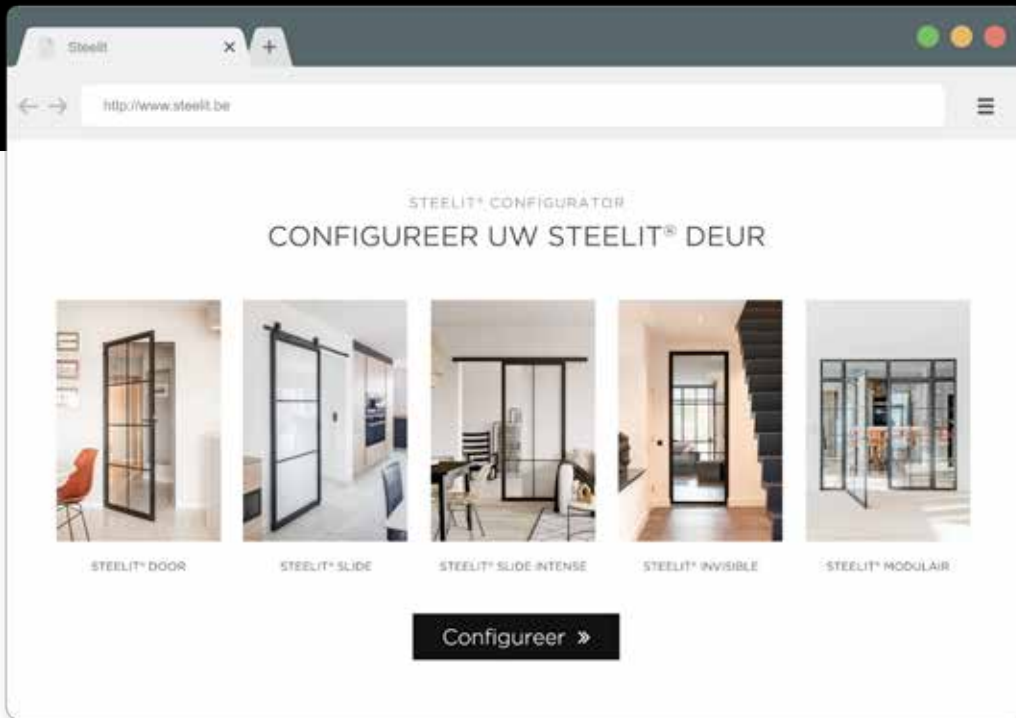 Steelit
http://www.steelit.be
STEELIT® CONFIGURATOR
CONFIGUREER UW STEELIT® DEUR
STEELIT® DOOR
STEELIT® SLIDE
STEELIT® SLIDE INTENSE
STEELIT® INVISIBLE
STEELIT® MODULAIR
Configureer »